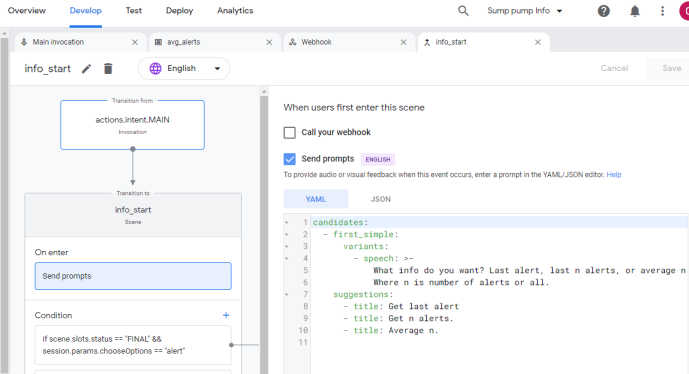 Overview Develop Test Deploy Analytics Sump pump Info
Main invocation avg_alerts Webhook info_start
info_start English Cancel Save
Transition from
actions.intent.MAIN
Invocation
Transition to
info_start
Scene
On enter
Send prompts
Condition +
if scene.slots.status == "FINAL" &&
session.params.chooseOptions == "alert"
When users first enter this scene
Call your webhook
Send prompts ENGLISH
To provide audio or visual feedback when this event occurs, enter a prompt in the YAML/JSON editor. Help
YAML JSON
1 candidates:
2 - first_simple:
3 variants:
4 - speech: >-
5 What info do you want? Last alert, last n alerts, or average n
6 Where n is number of alerts or all.
7 suggestions:
8 - title: Get last alert
9 - title: Get n alerts.
10 - title: Average n.
11